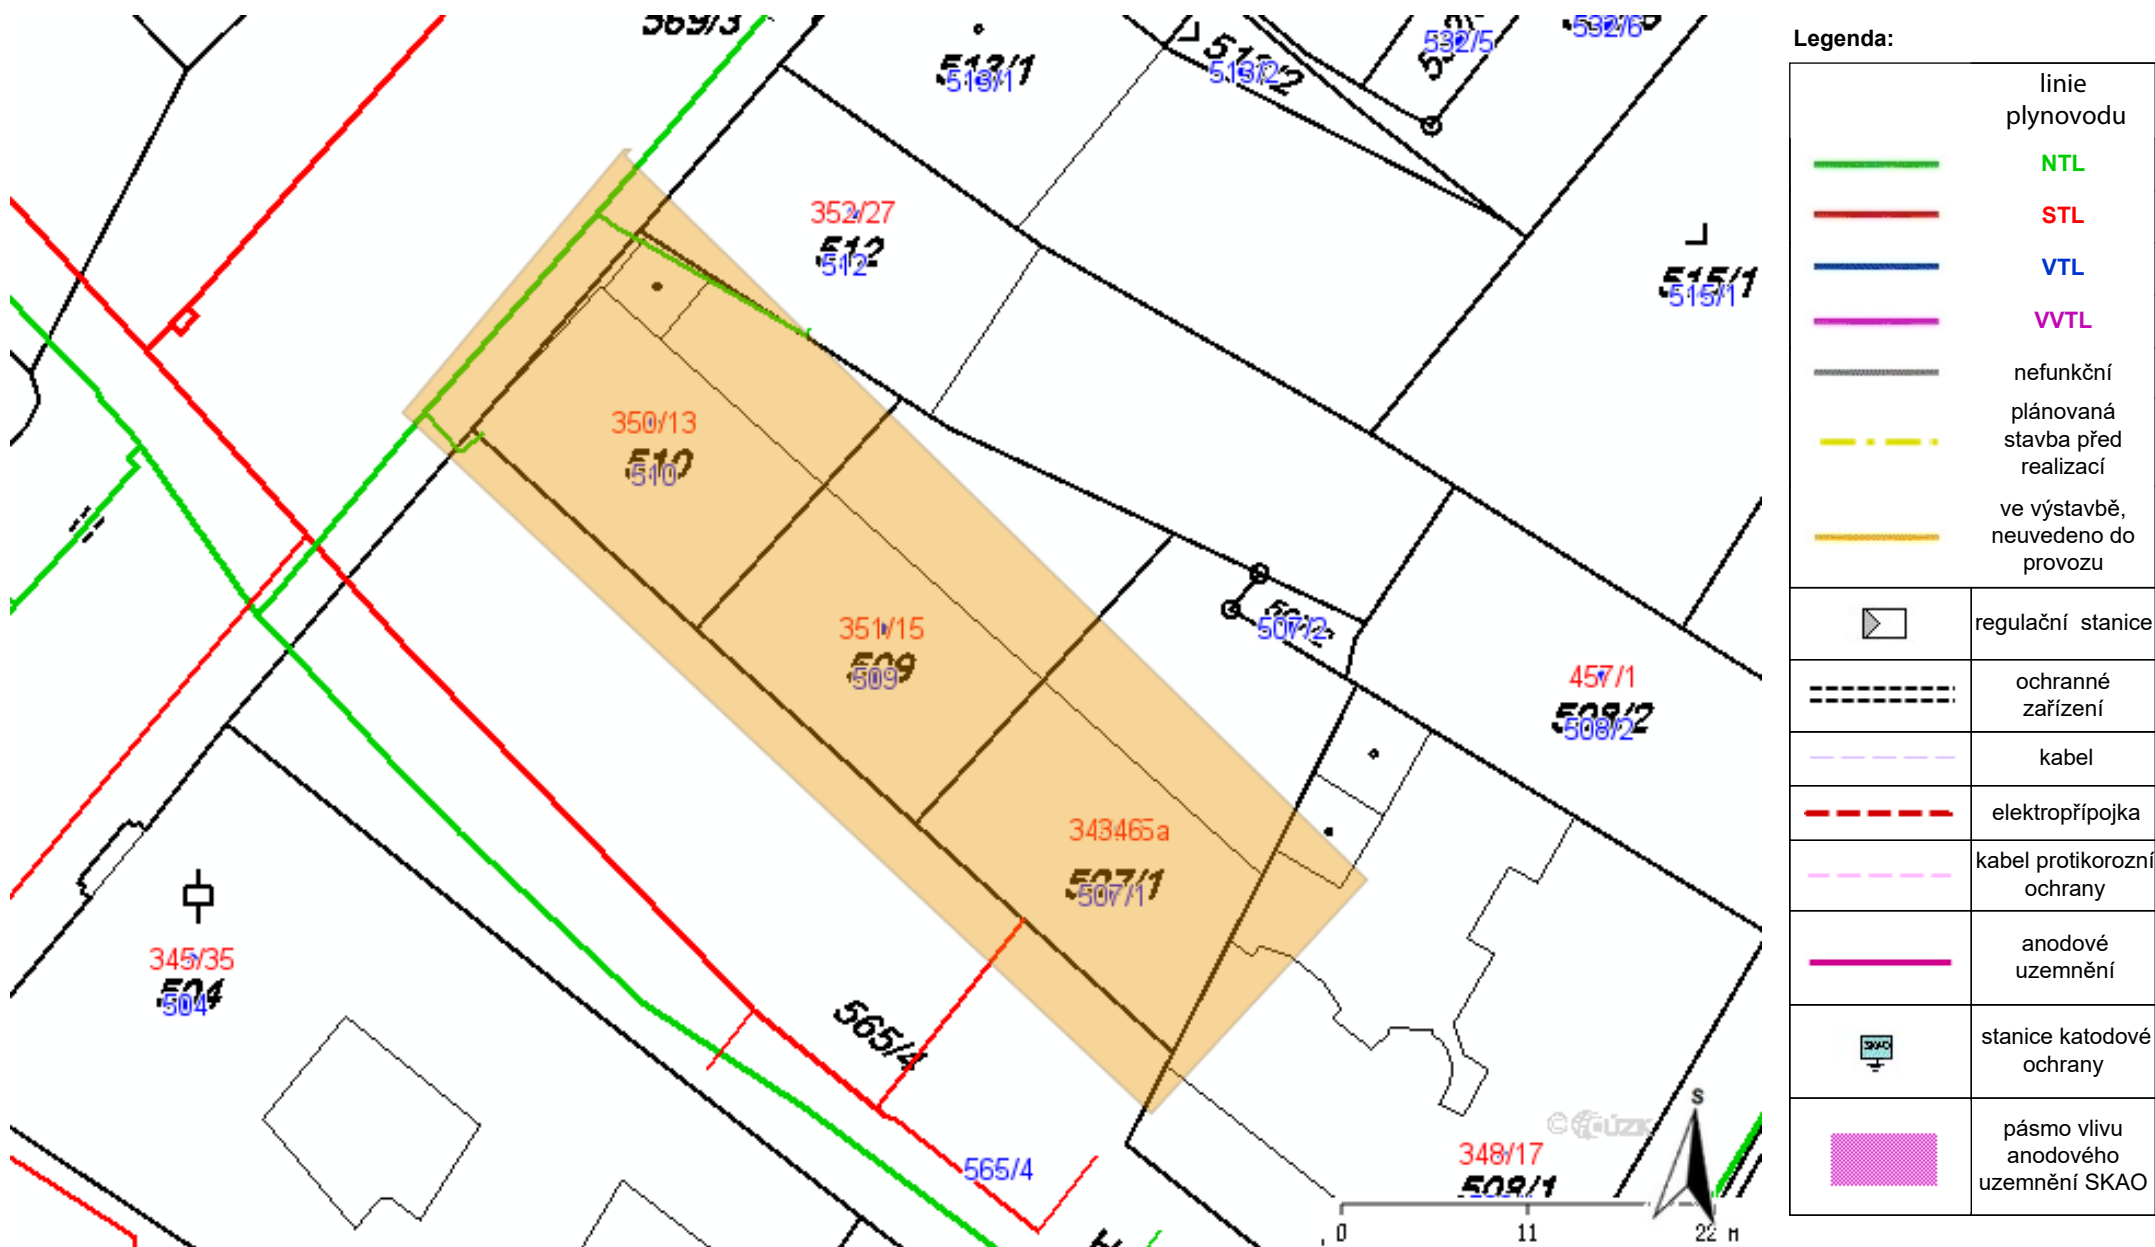 569/3
513/1
513/1
513/2
513/2
532/5
532/6
352/27
512
512
515/1
515/1
350/13
510
510
351/15
509
509
507/2
457/1
508/2
508/2
343465a
507/1
507/1
345/35
504
504
565/4
565/4
348/17
508/1
S
0
11
22 M
Legenda:
linie
plynovodu
NTL
STL
VTL
VVTL
nefunkční
plánovaná
stavba před
realizací
ve výstavbě,
neuvedeno do
provozu
regulační stanice
ochranné
zařízení
kabel
elektropřípojka
kabel protikorozní
ochrany
anodové
uzemnění
SKAO
stanice katodové
ochrany
pásmo vlivu
anodového
uzemnění SKAO